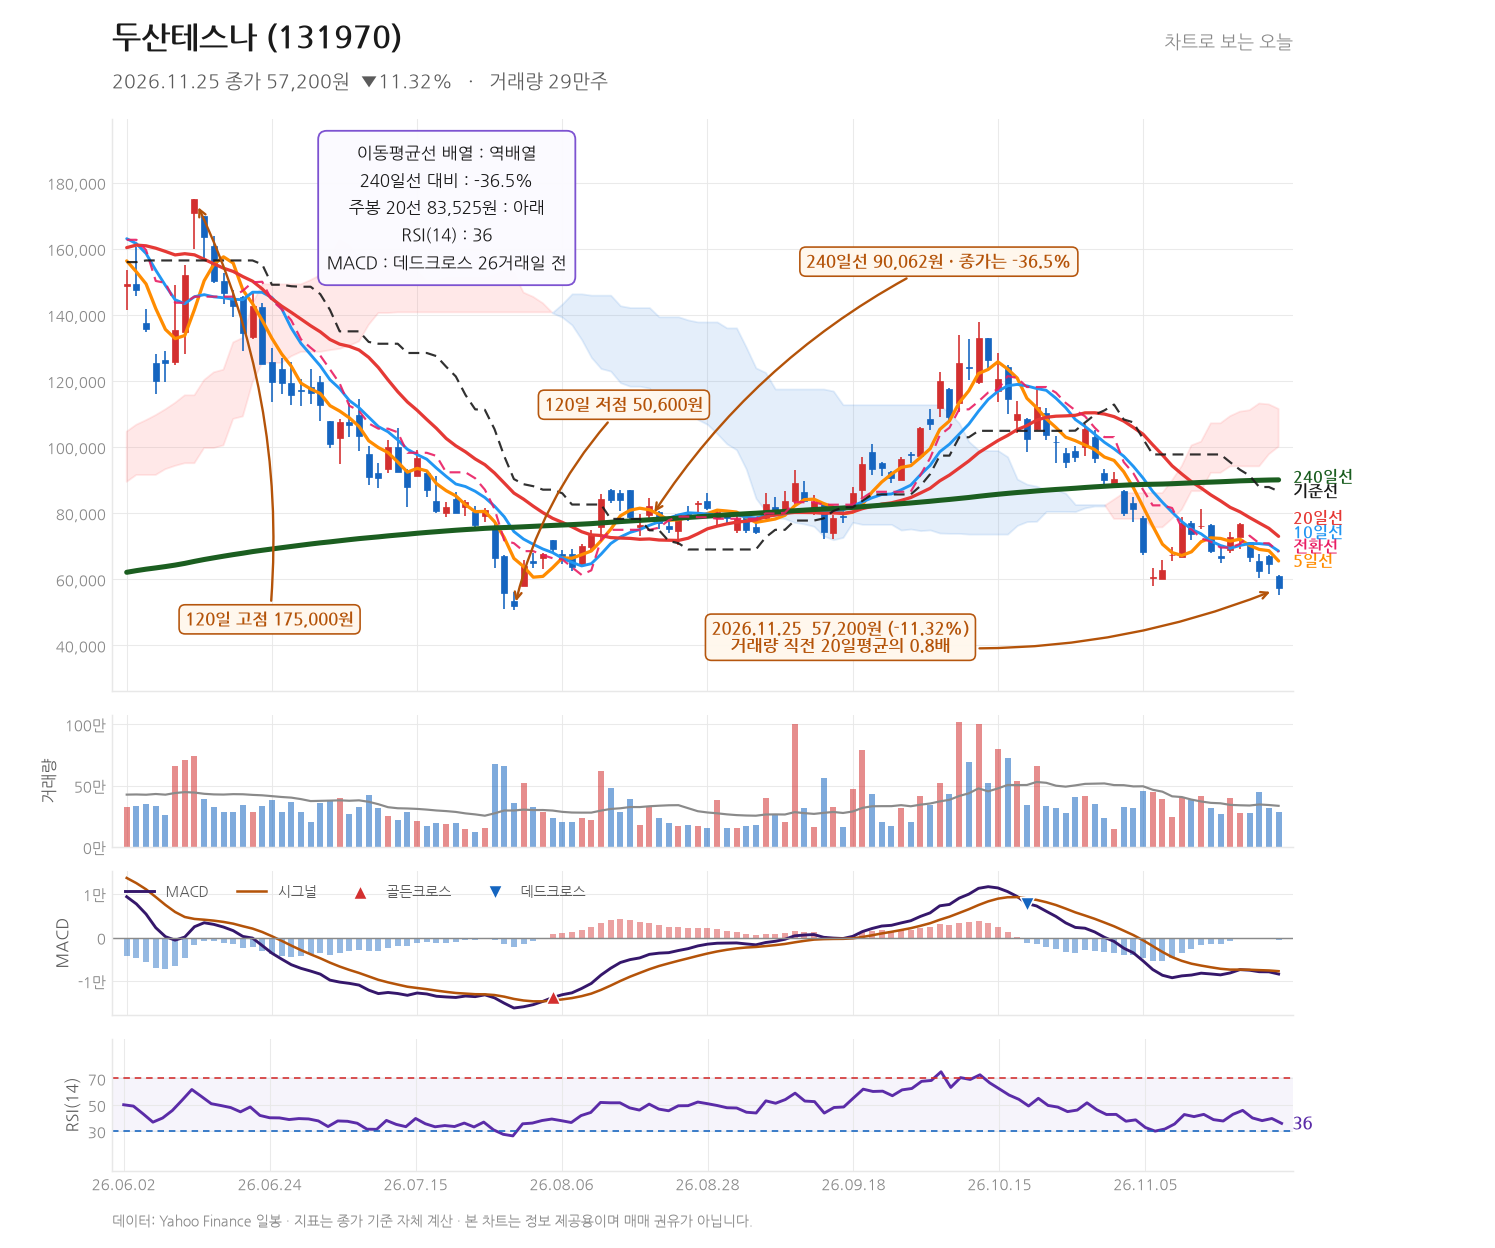 두산테스나 (131970)
차트로 보는 오늘
2026.11.25 종가 57,200원 ▼11.32% · 거래량 29만주
이동평균선 배열 : 역배열
240일선 대비 : -36.5%
주봉 20선 83,525원 : 아래
RSI(14) : 36
MACD : 데드크로스 26거래일 전
180,000
160,000
140,000
120,000
100,000
80,000
60,000
40,000
240일선 90,062원 · 종가는 -36.5%
120일 저점 50,600원
120일 고점 175,000원
2026.11.25 57,200원 (-11.32%)
거래량 직전 20일평균의 0.8배
240일선
기준선
20일선
10일선
전환선
5일선
거래량
100만
50만
0만
MACD
1만
0
-1만
MACD
시그널
▲ 골든크로스
▼ 데드크로스
RSI(14)
70
50
30
36
26.06.02
26.06.24
26.07.15
26.08.06
26.08.28
26.09.18
26.10.15
26.11.05
데이터: Yahoo Finance 일봉 · 지표는 종가 기준 자체 계산 · 본 차트는 정보 제공용이며 매매 권유가 아닙니다.